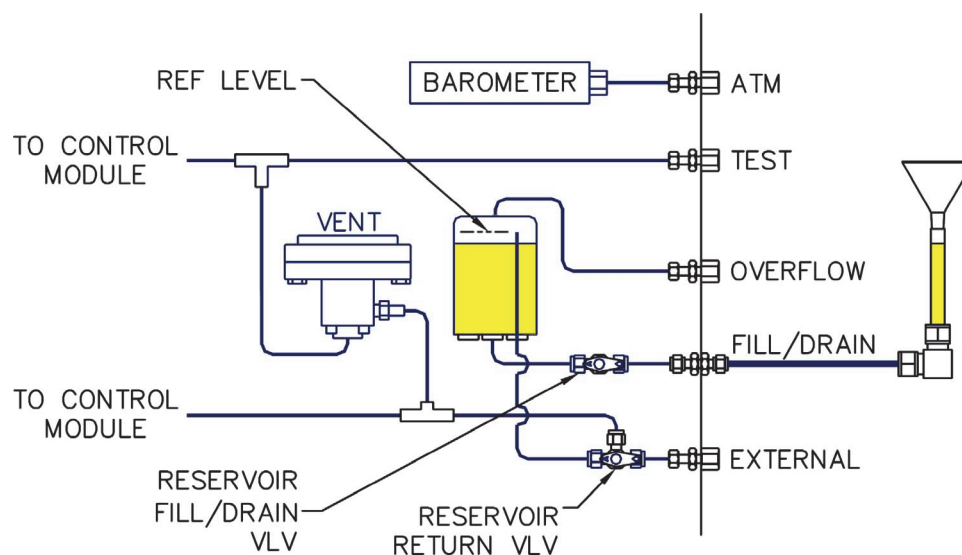 REF LEVEL
BAROMETER
ATM
TO CONTROL
MODULE
TEST
VENT
OVERFLOW
FILL/DRAIN
TO CONTROL
MODULE
EXTERNAL
RESERVOIR
FILL/DRAIN
VLV
RESERVOIR
RETURN VLV